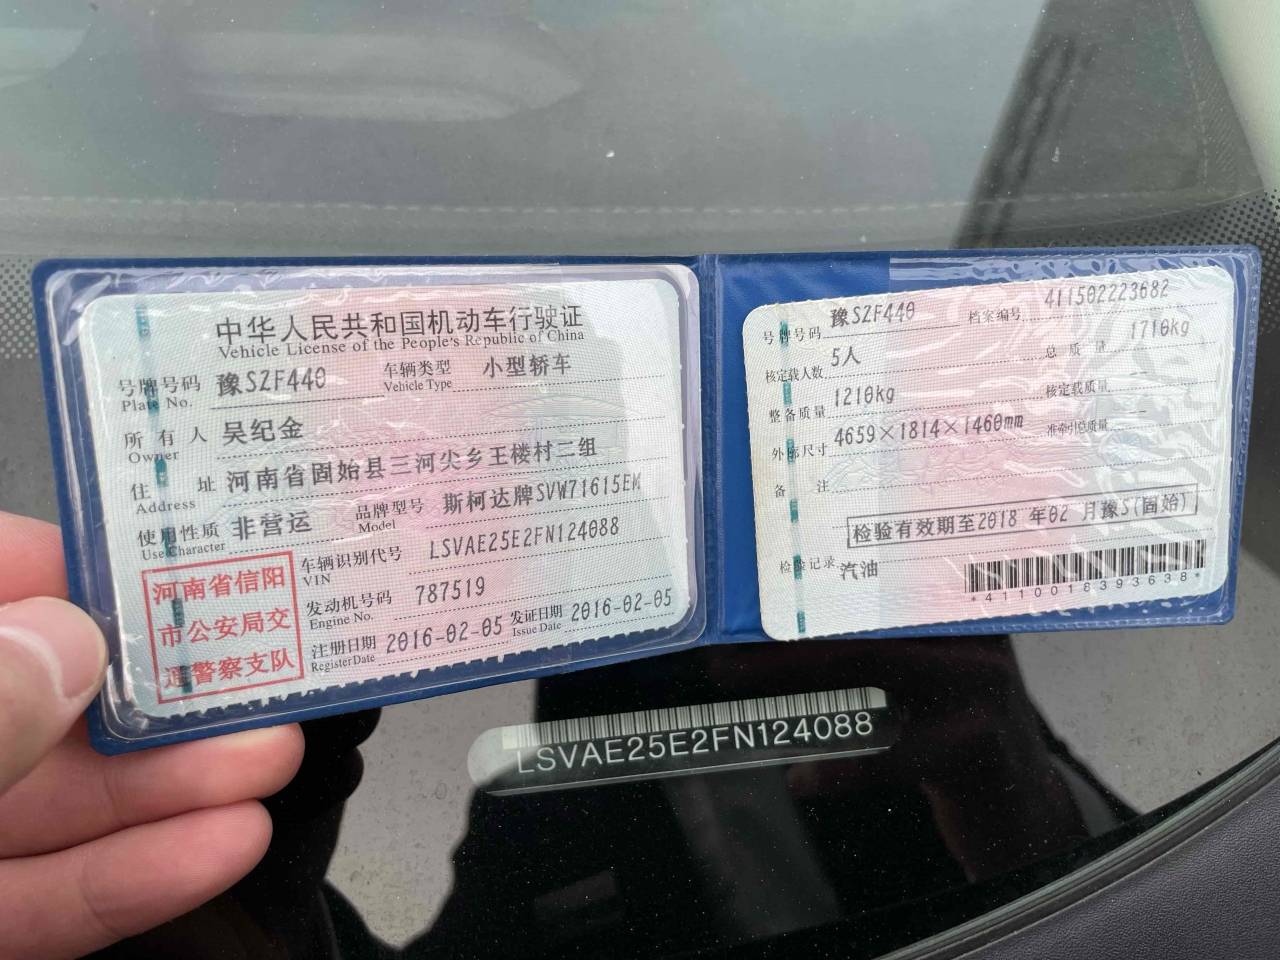 中华人民共和国机动车行驶证
Vehicle License of the People's Republic of China
号牌号码 豫SZF440 车辆类型 小型轿车
Plate No. Vehicle Type
所有人 吴纪金
Owner
住址 河南省固始县三河尖乡王楼村二组
Address
使用性质 非营运 品牌型号 斯柯达牌SVW71615EM
Use Character Model
河南省信阳
市公安局交
通警察支队
车辆识别代号 LSVAE25E2FN124088
VIN
发动机号码 787519
Engine No.
注册日期 2016-02-05 发证日期 2016-02-05
Register Date Issue Date
号牌号码 豫SZF440 档案编号 411502223682
核定载人数 5人 总质量 1710kg
整备质量 1210kg 核定载质量 --
外廓尺寸 4659×1814×1460mm 准牵引总质量 --
备注
检验有效期至2018 年02 月豫S(固始)
检验记录 汽油
*4110018393638*
LSVAE25E2FN124088